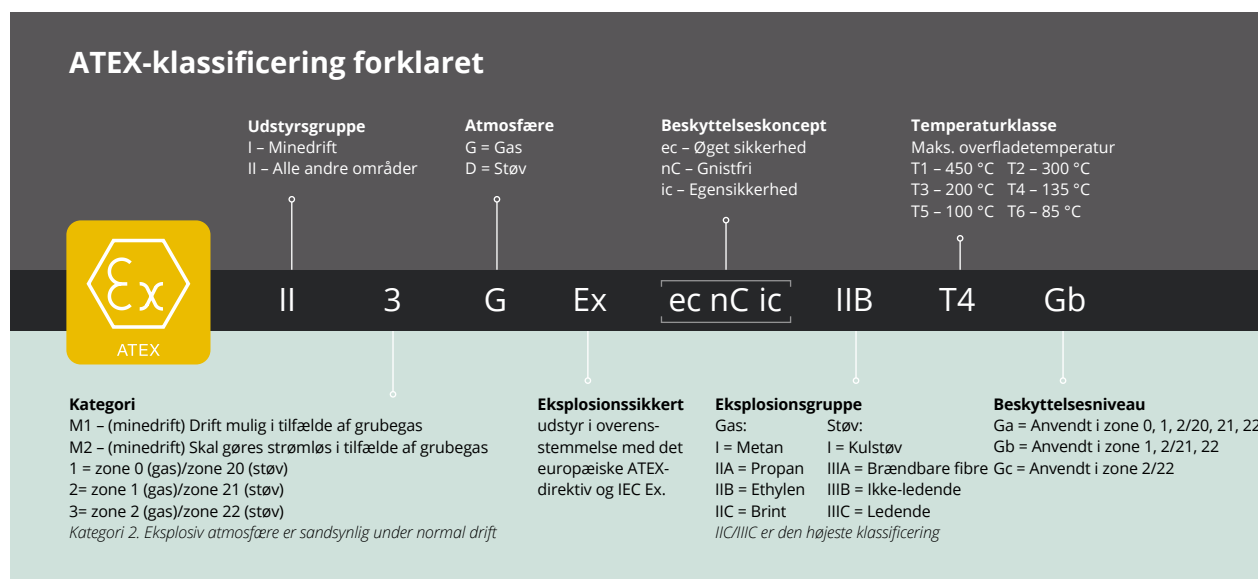 ATEX-klassificering forklaret
Udstyrsgruppe
I – Minedrift
II – Alle andre områder
Atmosfære
G = Gas
D = Støv
Beskyttelseskoncept
ec – Øget sikkerhed
nC – Gnistfri
ic – Egensikkerhed
Temperaturklasse
Maks. overfladetemperatur
T1 – 450 °C T2 – 300 °C
T3 – 200 °C T4 – 135 °C
T5 – 100 °C T6 – 85 °C
Ex
ATEX
II 3 G Ex ec nC ic IIB T4 Gb
Kategori
M1 – (minedrift) Drift mulig i tilfælde af grubegas
M2 – (minedrift) Skal gøres strømløs i tilfælde af grubegas
1 = zone 0 (gas)/zone 20 (støv)
2= zone 1 (gas)/zone 21 (støv)
3= zone 2 (gas)/zone 22 (støv)
Kategori 2. Eksplosiv atmosfære er sandsynlig under normal drift
Eksplosionssikkert
udstyr i overens-
stemmelse med det
europæiske ATEX-
direktiv og IEC Ex.
Eksplosionsgruppe
Gas: Støv:
I = Metan I = Kulstøv
IIA = Propan IIIA = Brændbare fibre
IIB = Ethylen IIIB = Ikke-ledende
IIC = Brint IIIC = Ledende
IIC/IIIC er den højeste klassificering
Beskyttelsesniveau
Ga = Anvendt i zone 0, 1, 2/20, 21, 22
Gb = Anvendt i zone 1, 2/21, 22
Gc = Anvendt i zone 2/22